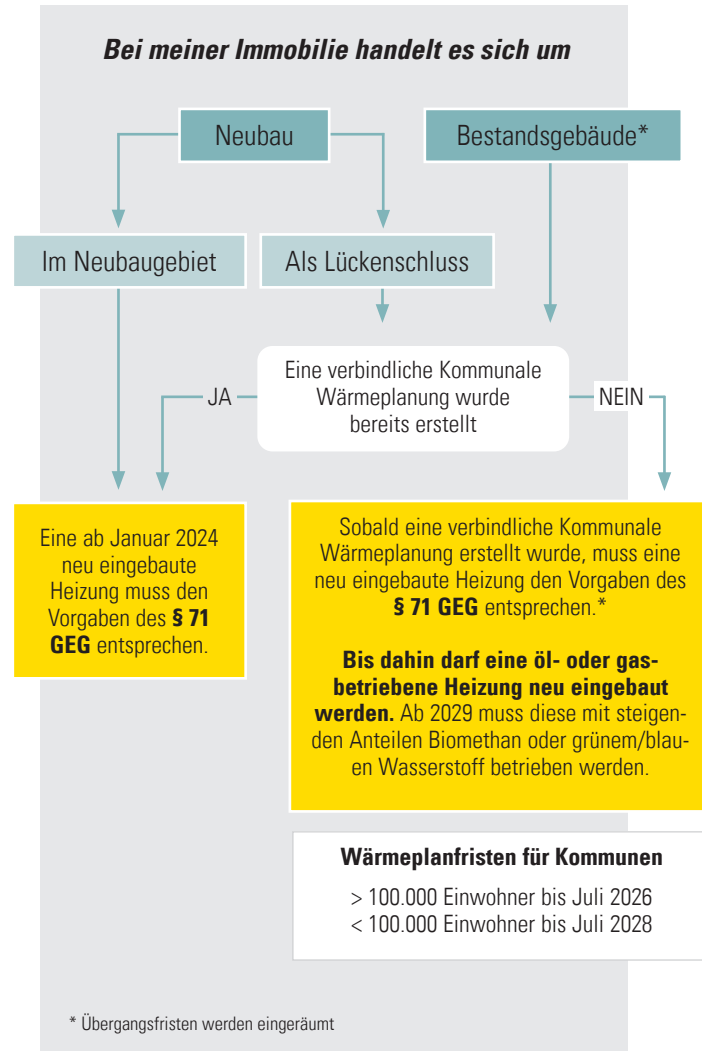 Bei meiner Immobilie handelt es sich um
Neubau
Bestandsgebäude*
Im Neubaugebiet
Als Lückenschluss
Eine verbindliche Kommunale
Wärmeplanung wurde
bereits erstellt
JA
NEIN
Eine ab Januar 2024
neu eingebaute
Heizung muss den
Vorgaben des § 71
GEG entsprechen.
Sobald eine verbindliche Kommunale
Wärmeplanung erstellt wurde, muss eine
neu eingebaute Heizung den Vorgaben des
§ 71 GEG entsprechen.*
Bis dahin darf eine öl- oder gas-
betriebene Heizung neu eingebaut
werden. Ab 2029 muss diese mit steigen-
den Anteilen Biomethan oder grünem/blau-
en Wasserstoff betrieben werden.
Wärmeplanfristen für Kommunen
> 100.000 Einwohner bis Juli 2026
< 100.000 Einwohner bis Juli 2028
* Übergangsfristen werden eingeräumt